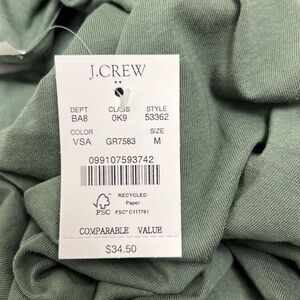 J.CREW
DEPT CLASS STYLE
BA8 0K9 53362
COLOR SIZE
VSA GR7583 M
099107593742
RECYCLED
Paper
FSC FSC® C117761
COMPARABLE VALUE
$34.50